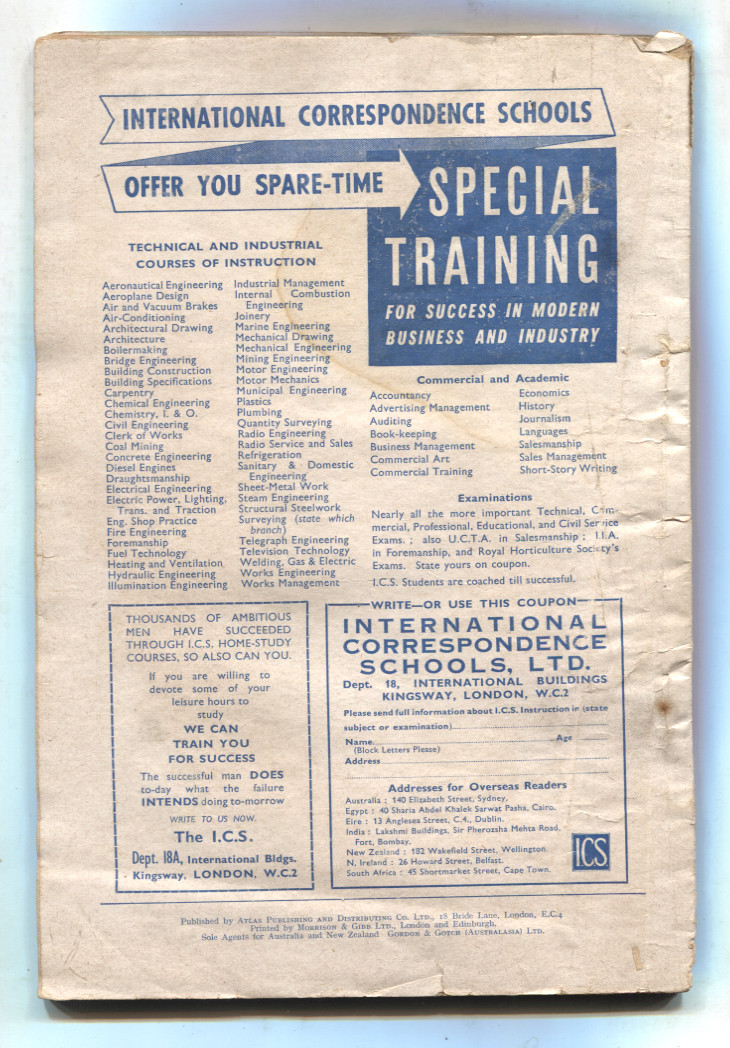 INTERNATIONAL CORRESPONDENCE SCHOOLS
OFFER YOU SPARE-TIME
SPECIAL
TRAINING
FOR SUCCESS IN MODERN
BUSINESS AND INDUSTRY
TECHNICAL AND INDUSTRIAL
COURSES OF INSTRUCTION
Aeronautical Engineering
Aeroplane Design
Air and Vacuum Brakes
Air-Conditioning
Architectural Drawing
Architecture
Boilermaking
Bridge Engineering
Building Construction
Building Specifications
Carpentry
Chemical Engineering
Chemistry, I. & O.
Civil Engineering
Clerk of Works
Coal Mining
Concrete Engineering
Diesel Engines
Draughtsmanship
Electrical Engineering
Electric Power, Lighting,
Trans. and Traction
Eng. Shop Practice
Fire Engineering
Foremanship
Fuel Technology
Heating and Ventilation
Hydraulic Engineering
Illumination Engineering
Industrial Management
Internal Combustion
Engineering
Joinery
Marine Engineering
Mechanical Drawing
Mechanical Engineering
Mining Engineering
Motor Engineering
Motor Mechanics
Municipal Engineering
Plastics
Plumbing
Quantity Surveying
Radio Engineering
Radio Service and Sales
Refrigeration
Sanitary & Domestic
Engineering
Sheet-Metal Work
Steam Engineering
Structural Steelwork
Surveying (state which
branch)
Telegraph Engineering
Television Technology
Welding, Gas & Electric
Works Engineering
Works Management
Commercial and Academic
Accountancy
Advertising Management
Auditing
Book-keeping
Business Management
Commercial Art
Commercial Training
Economics
History
Journalism
Languages
Salesmanship
Sales Management
Short-Story Writing
Examinations
Nearly all the more important Technical, Com-
mercial, Professional, Educational, and Civil Service
Exams. ; also U.C.T.A. in Salesmanship ; I.I.A.
in Foremanship, and Royal Horticulture Society's
Exams. State yours on coupon.
I.C.S. Students are coached till successful.
THOUSANDS OF AMBITIOUS
MEN HAVE SUCCEEDED
THROUGH I.C.S. HOME-STUDY
COURSES, SO ALSO CAN YOU.
If you are willing to
devote some of your
leisure hours to
study
WE CAN
TRAIN YOU
FOR SUCCESS
The successful man DOES
to-day what the failure
INTENDS doing to-morrow
WRITE TO US NOW.
The I.C.S.
Dept. 18A, International Bldgs.
Kingsway, LONDON, W.C.2
WRITE—OR USE THIS COUPON
INTERNATIONAL
CORRESPONDENCE
SCHOOLS, LTD.
Dept. 18, INTERNATIONAL BUILDINGS
KINGSWAY, LONDON, W.C.2
Please send full information about I.C.S. Instruction in (state
subject or examination)
Name Age
(Block Letters Please)
Address
Addresses for Overseas Readers
Australia : 140 Elizabeth Street, Sydney.
Egypt : 40 Sharia Abdel Khalek Sarwat Pasha, Cairo.
Eire : 13 Anglesea Street, C.4., Dublin.
India : Lakshmi Buildings, Sir Pherozsha Mehta Road,
Fort, Bombay.
New Zealand : 182 Wakefield Street, Wellington.
N. Ireland : 26 Howard Street, Belfast.
South Africa : 45 Shortmarket Street, Cape Town.
ICS
Published by ATLAS PUBLISHING AND DISTRIBUTING CO. LTD., 18 Bride Lane, London, E.C.4
Printed by MORRISON & GIBB LTD., London and Edinburgh.
Sole Agents for Australia and New Zealand GORDON & GOTCH (AUSTRALASIA) LTD.